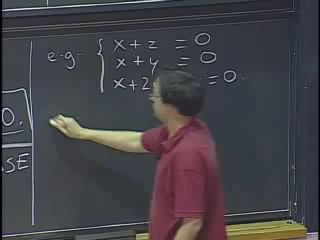 e.g. x + z = 0
x + y = 0
x + 2 = 0.
0.
SE